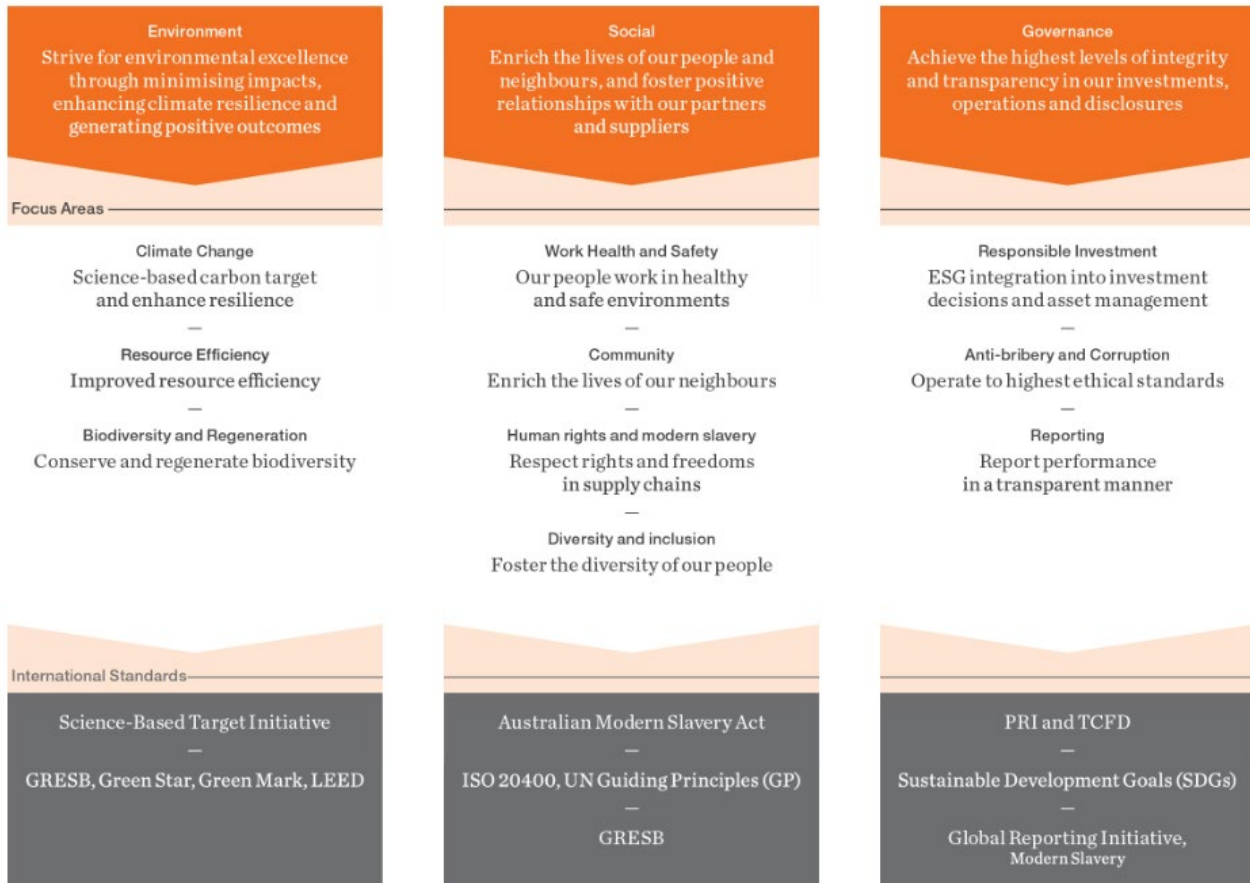 Environment
Strive for environmental excellence
through minimising impacts,
enhancing climate resilience and
generating positive outcomes
Social
Enrich the lives of our people and
neighbours, and foster positive
relationships with our partners
and suppliers
Governance
Achieve the highest levels of integrity
and transparency in our investments,
operations and disclosures
Focus Areas
Climate Change
Science-based carbon target
and enhance resilience
—
Resource Efficiency
Improved resource efficiency
—
Biodiversity and Regeneration
Conserve and regenerate biodiversity
Work Health and Safety
Our people work in healthy
and safe environments
—
Community
Enrich the lives of our neighbours
—
Human rights and modern slavery
Respect rights and freedoms
in supply chains
—
Diversity and inclusion
Foster the diversity of our people
Responsible Investment
ESG integration into investment
decisions and asset management
—
Anti-bribery and Corruption
Operate to highest ethical standards
—
Reporting
Report performance
in a transparent manner
International Standards
Science-Based Target Initiative
—
GRESB, Green Star, Green Mark, LEED
Australian Modern Slavery Act
—
ISO 20400, UN Guiding Principles (GP)
—
GRESB
PRI and TCFD
—
Sustainable Development Goals (SDGs)
—
Global Reporting Initiative,
Modern Slavery